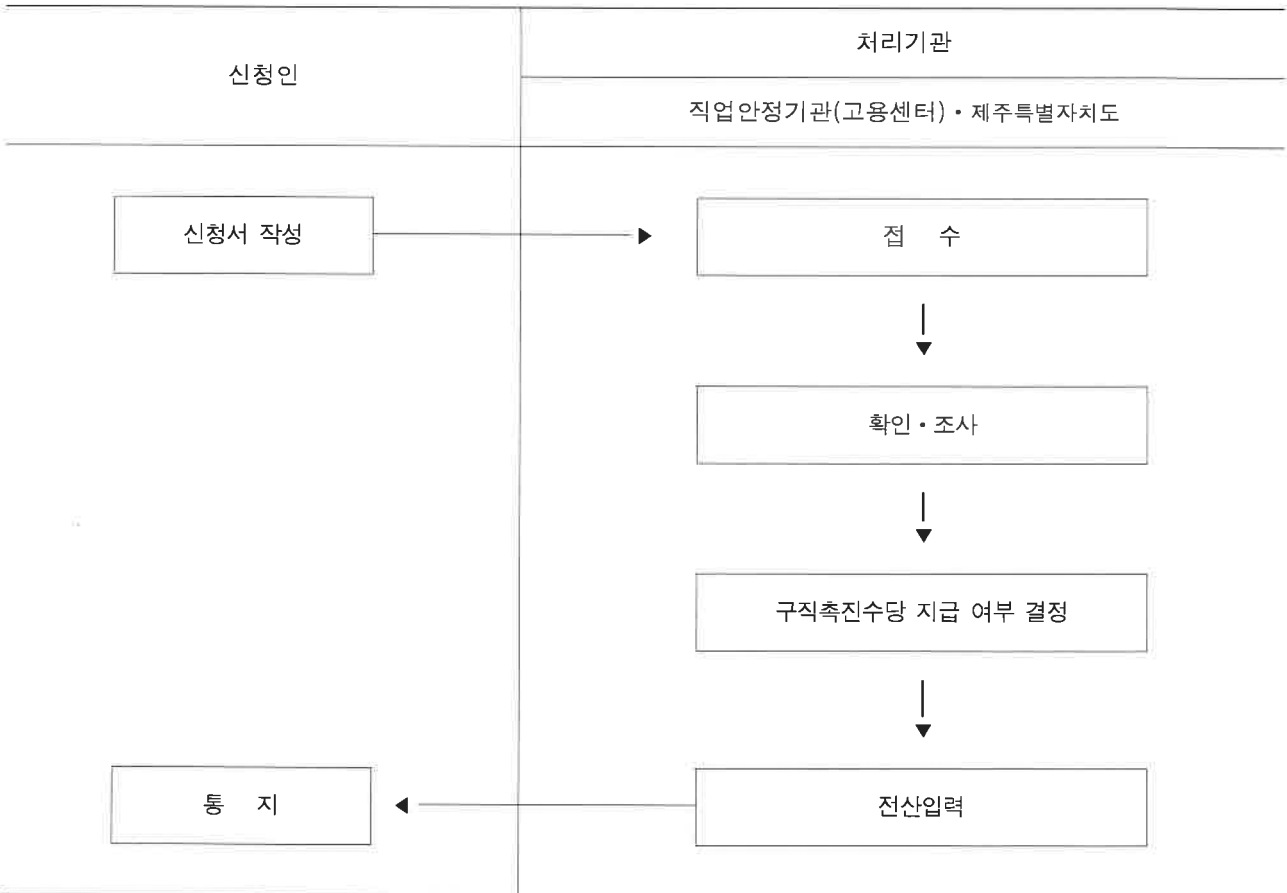 신청인
처리기관
직업안정기관(고용센터)・제주특별자치도
신청서 작성
접 수
확인・조사
구직촉진수당 지급 여부 결정
통 지
전산입력